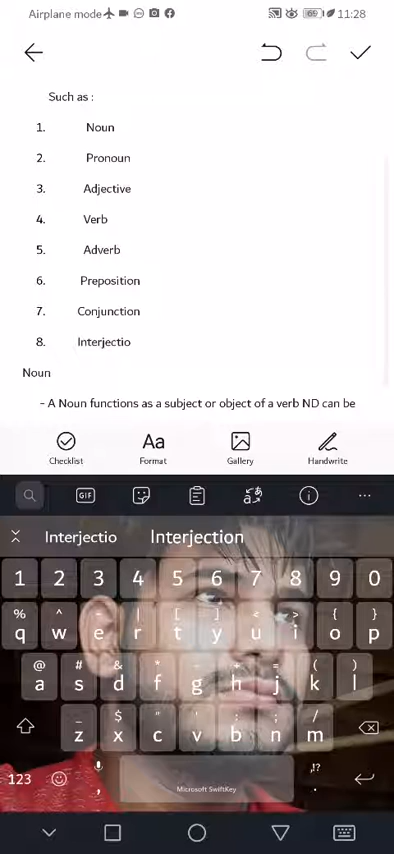 Airplane mode 69 11:28
Such as :
1. Noun
2. Pronoun
3. Adjective
4. Verb
5. Adverb
6. Preposition
7. Conjunction
8. Interjectio
Noun
- A Noun functions as a subject or object of a verb ND can be
Checklist Format Gallery Handwrite
GIF
Interjectio Interjection
1 2 3 4 5 6 7 8 9 0
% ^ ~ | [ ] < > { }
q w e r t y u i o p
@ # & * - + = ( )
a s d f g h j k l
_ $ " ' : ; /
z x c v b n m
123 , Microsoft SwiftKey ,!? .